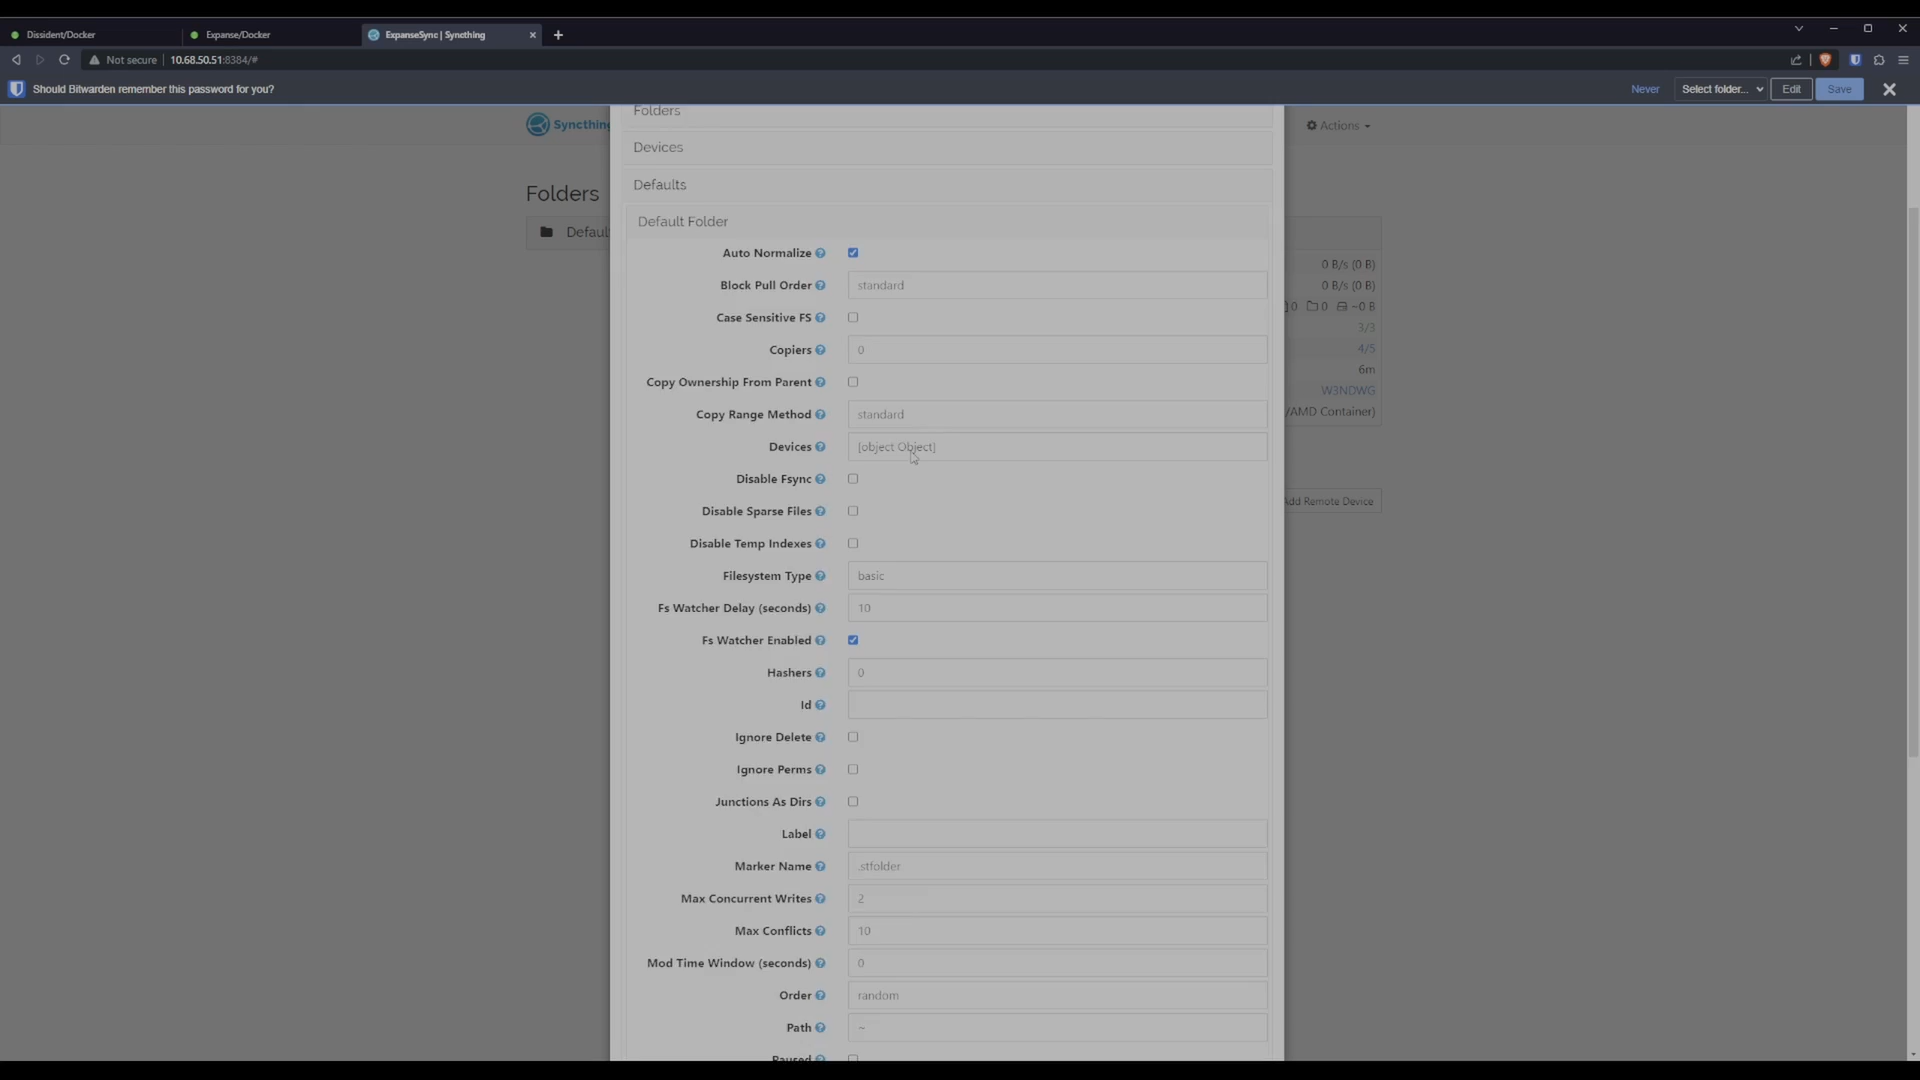 Dissident/Docker
Expanse/Docker
ExpanseSync | Syncthing
Not secure
10.68.50.51:8384/#
Should Bitwarden remember this password for you?
Never
Select folder...
Edit
Save
Syncthing
Actions
Folders
Defaul
Folders
Devices
Defaults
Default Folder
Auto Normalize
Block Pull Order
standard
Case Sensitive FS
Copiers
0
Copy Ownership From Parent
Copy Range Method
standard
Devices
[object Object]
Disable Fsync
Disable Sparse Files
Disable Temp Indexes
Filesystem Type
basic
Fs Watcher Delay (seconds)
10
Fs Watcher Enabled
Hashers
0
Id
Ignore Delete
Ignore Perms
Junctions As Dirs
Label
Marker Name
.stfolder
Max Concurrent Writes
2
Max Conflicts
10
Mod Time Window (seconds)
0
Order
random
Path
~
Paused
0 B/s (0 B)
0 B/s (0 B)
0 0 ~0 B
3/3
4/5
6m
W3NDWG
/AMD Container)
Add Remote Device